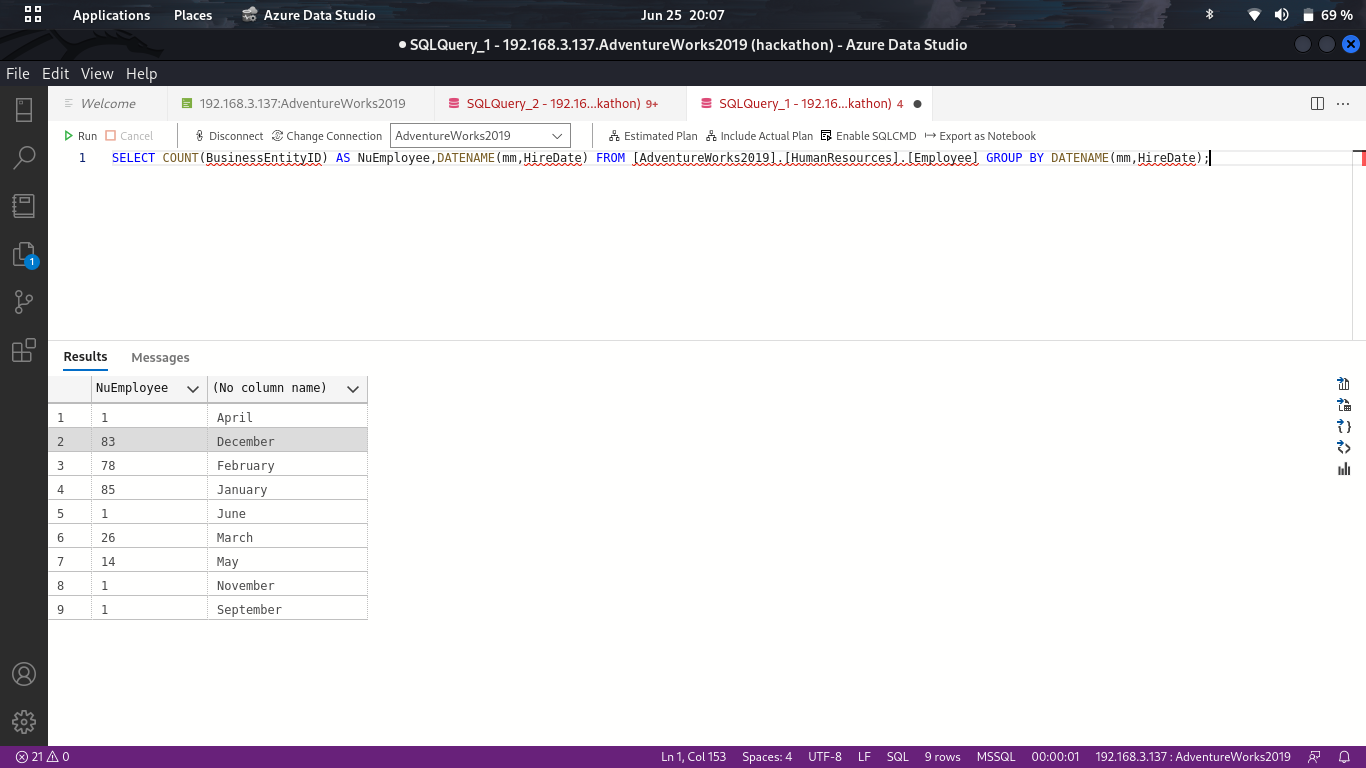 Applications Places Azure Data Studio Jun 25 20:07 69 %
SQLQuery_1 - 192.168.3.137.AdventureWorks2019 (hackathon) - Azure Data Studio
File Edit View Help
Welcome 192.168.3.137:AdventureWorks2019 SQLQuery_2 - 192.16...kathon) 9+ SQLQuery_1 - 192.16...kathon) 4
Run Cancel Disconnect Change Connection AdventureWorks2019 Estimated Plan Include Actual Plan Enable SQLCMD Export as Notebook
1 SELECT COUNT(BusinessEntityID) AS NuEmployee,DATENAME(mm,HireDate) FROM [AdventureWorks2019].[HumanResources].[Employee] GROUP BY DATENAME(mm,HireDate);
1
Results Messages
NuEmployee (No column name)
1 1 April
2 83 December
3 78 February
4 85 January
5 1 June
6 26 March
7 14 May
8 1 November
9 1 September
21 0 Ln 1, Col 153 Spaces: 4 UTF-8 LF SQL 9 rows MSSQL 00:00:01 192.168.3.137 : AdventureWorks2019